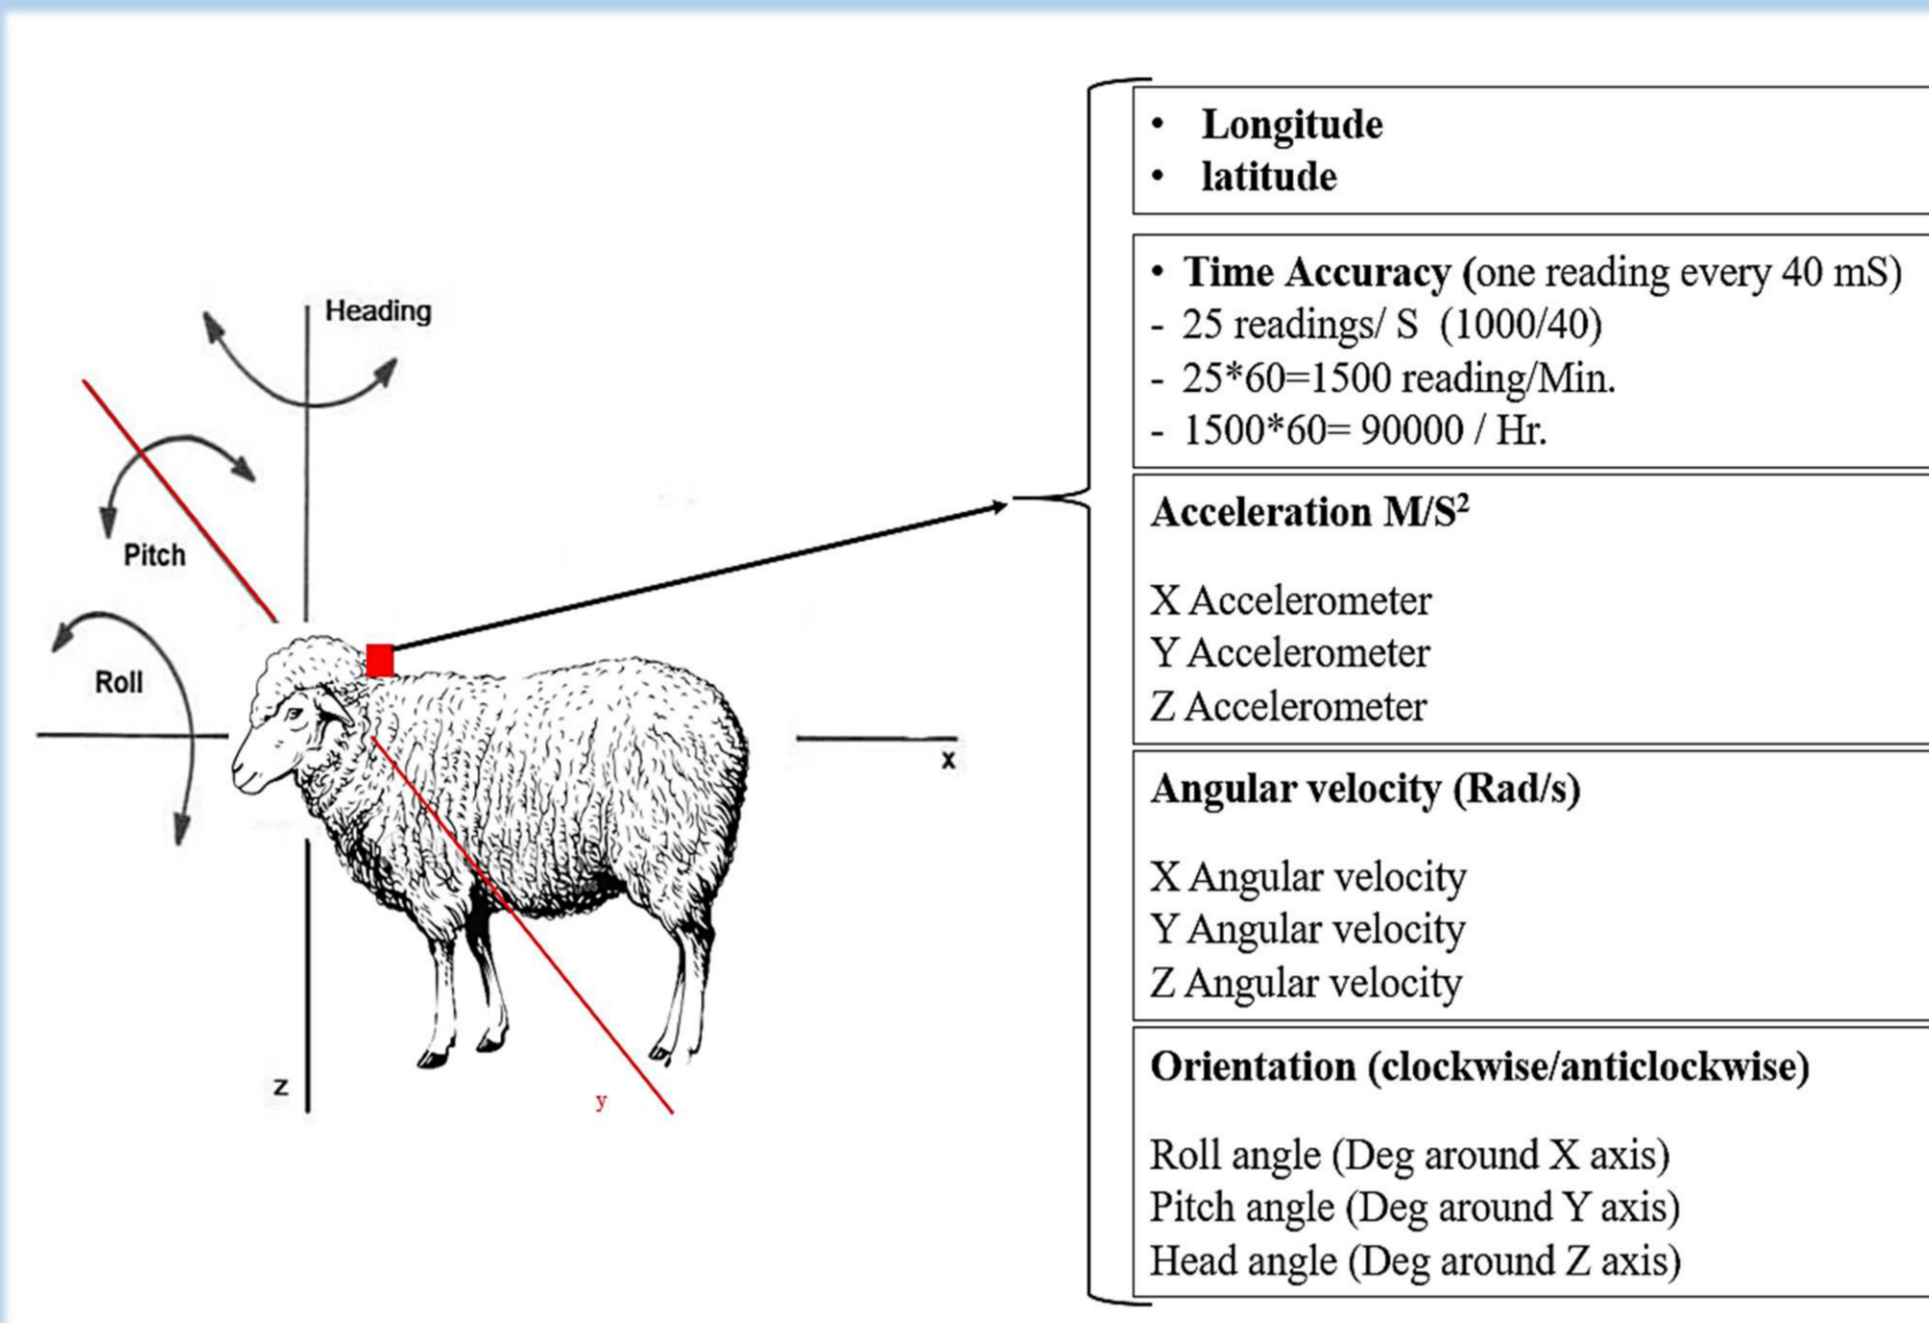 Heading
Pitch
Roll
x
z
y
• Longitude
• latitude
• Time Accuracy (one reading every 40 mS)
- 25 readings/ S (1000/40)
- 25*60=1500 reading/Min.
- 1500*60= 90000 / Hr.
Acceleration M/S²
X Accelerometer
Y Accelerometer
Z Accelerometer
Angular velocity (Rad/s)
X Angular velocity
Y Angular velocity
Z Angular velocity
Orientation (clockwise/anticlockwise)
Roll angle (Deg around X axis)
Pitch angle (Deg around Y axis)
Head angle (Deg around Z axis)